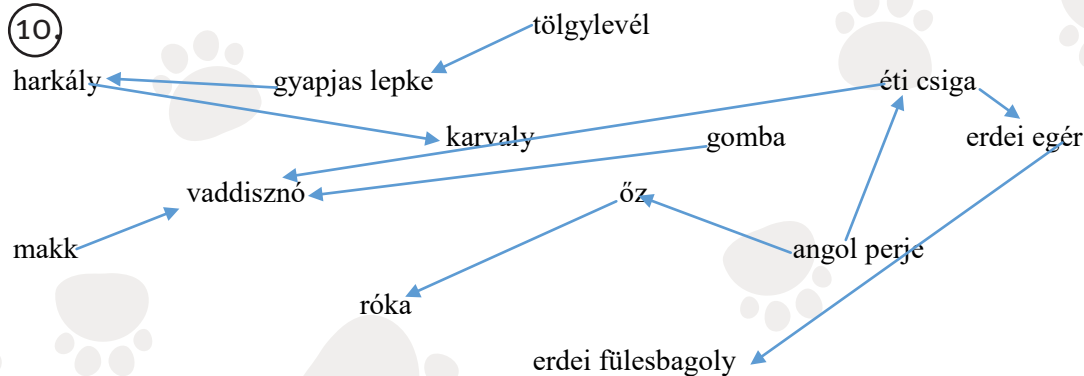 10.
tölgylevél
harkály gyapjas lepke éti csiga
karvaly gomba erdei egér
vaddisznó őz
makk angol perje
róka
erdei fülesbagoly